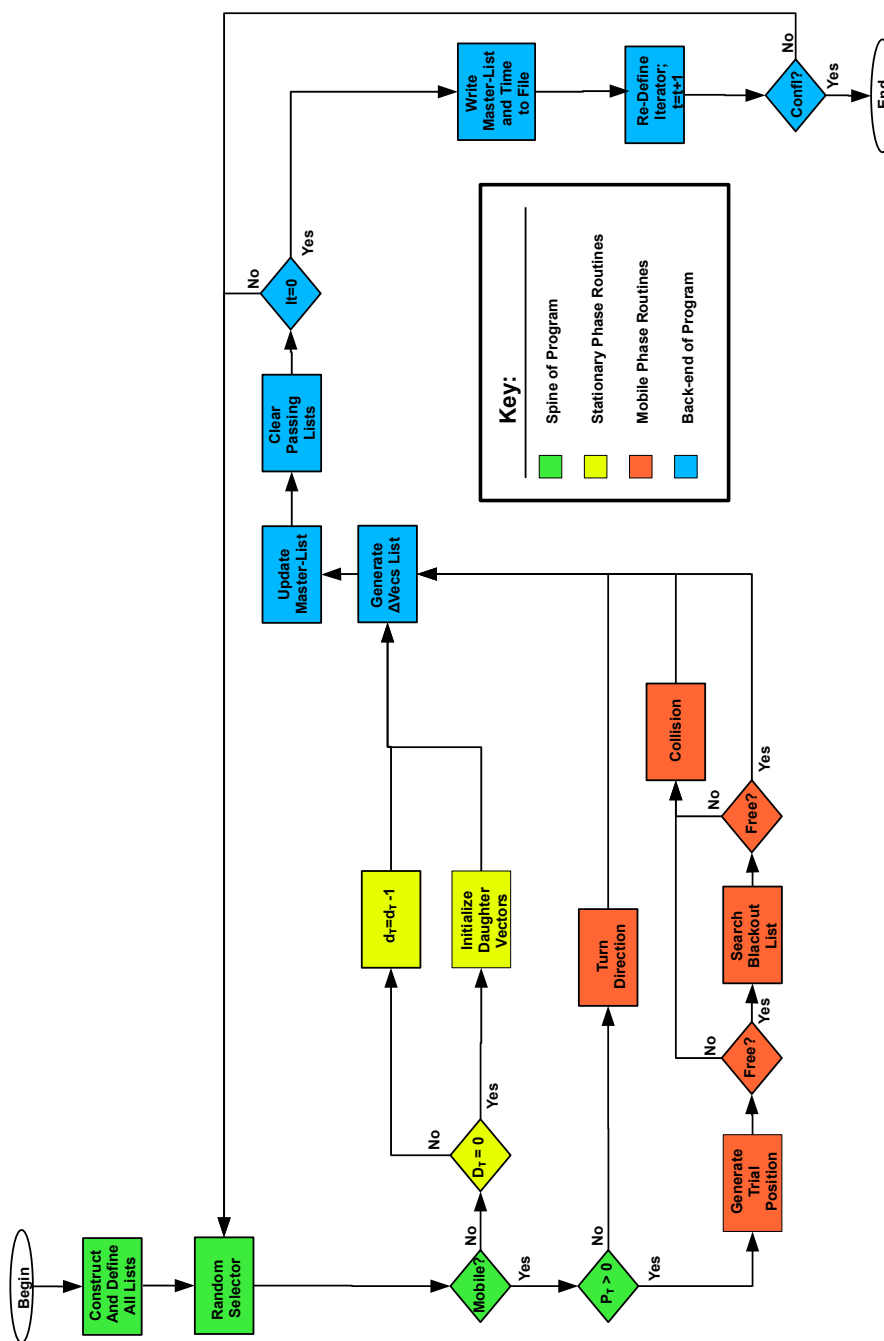 Begin
Construct
And Define
All Lists
Random
Selector
Mobile?
No
Yes
D_T = 0
No
Yes
d_T=d_T -1
Initialize
Daughter
Vectors
P_T > 0
No
Yes
Turn
Direction
Generate
Trial
Position
Free?
No
Yes
Search
Blackout
List
Free?
No
Yes
Collision
Generate
ΔVecs List
Update
Master-List
Clear
Passing
Lists
It=0
No
Yes
Write
Master-List
and Time
to File
Re-Define
Iterator;
t=t+1
Confl?
No
Yes
End
Key:
Spine of Program
Stationary Phase Routines
Mobile Phase Routines
Back-end of Program